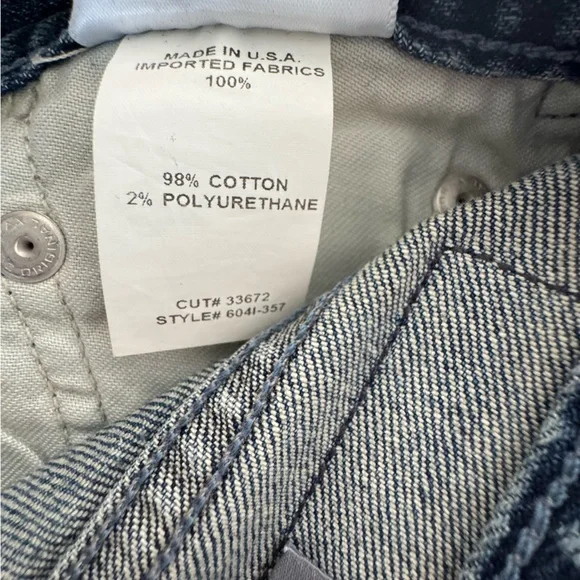 MADE IN U.S.A.
IMPORTED FABRICS
100%
98% COTTON
2% POLYURETHANE
CUT# 33672
STYLE# 604I-357